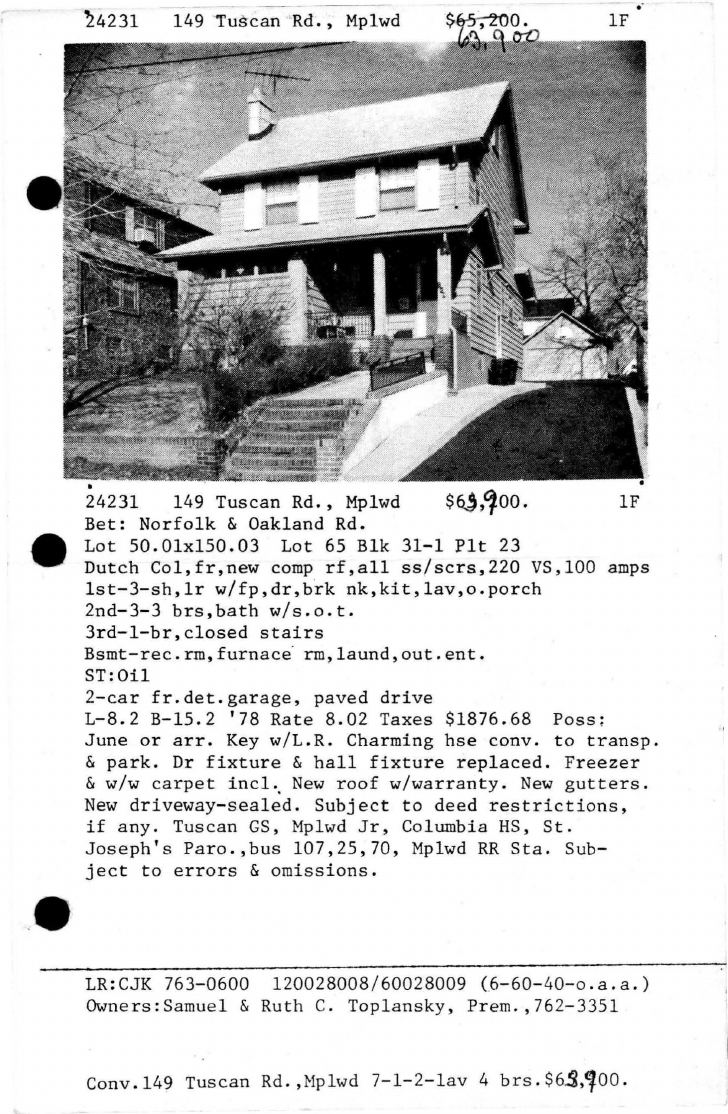 24231 149 Tuscan Rd., Mplwd $65,200. 1F
63,900
24231 149 Tuscan Rd., Mplwd $63,900. 1F
Bet: Norfolk & Oakland Rd.
Lot 50.01x150.03 Lot 65 Blk 31-1 Plt 23
Dutch Col,fr,new comp rf,all ss/scrs,220 VS,100 amps
1st-3-sh,lr w/fp,dr,brk nk,kit,lav,o.porch
2nd-3-3 brs,bath w/s.o.t.
3rd-1-br,closed stairs
Bsmt-rec.rm,furnace rm,laund,out.ent.
ST:Oil
2-car fr.det.garage, paved drive
L-8.2 B-15.2 '78 Rate 8.02 Taxes $1876.68 Poss:
June or arr. Key w/L.R. Charming hse conv. to transp.
& park. Dr fixture & hall fixture replaced. Freezer
& w/w carpet incl. New roof w/warranty. New gutters.
New driveway-sealed. Subject to deed restrictions,
if any. Tuscan GS, Mplwd Jr, Columbia HS, St.
Joseph's Paro.,bus 107,25,70, Mplwd RR Sta. Sub-
ject to errors & omissions.
LR:CJK 763-0600 120028008/60028009 (6-60-40-o.a.a.)
Owners:Samuel & Ruth C. Toplansky, Prem.,762-3351
Conv.149 Tuscan Rd.,Mplwd 7-1-2-lav 4 brs.$63,900.